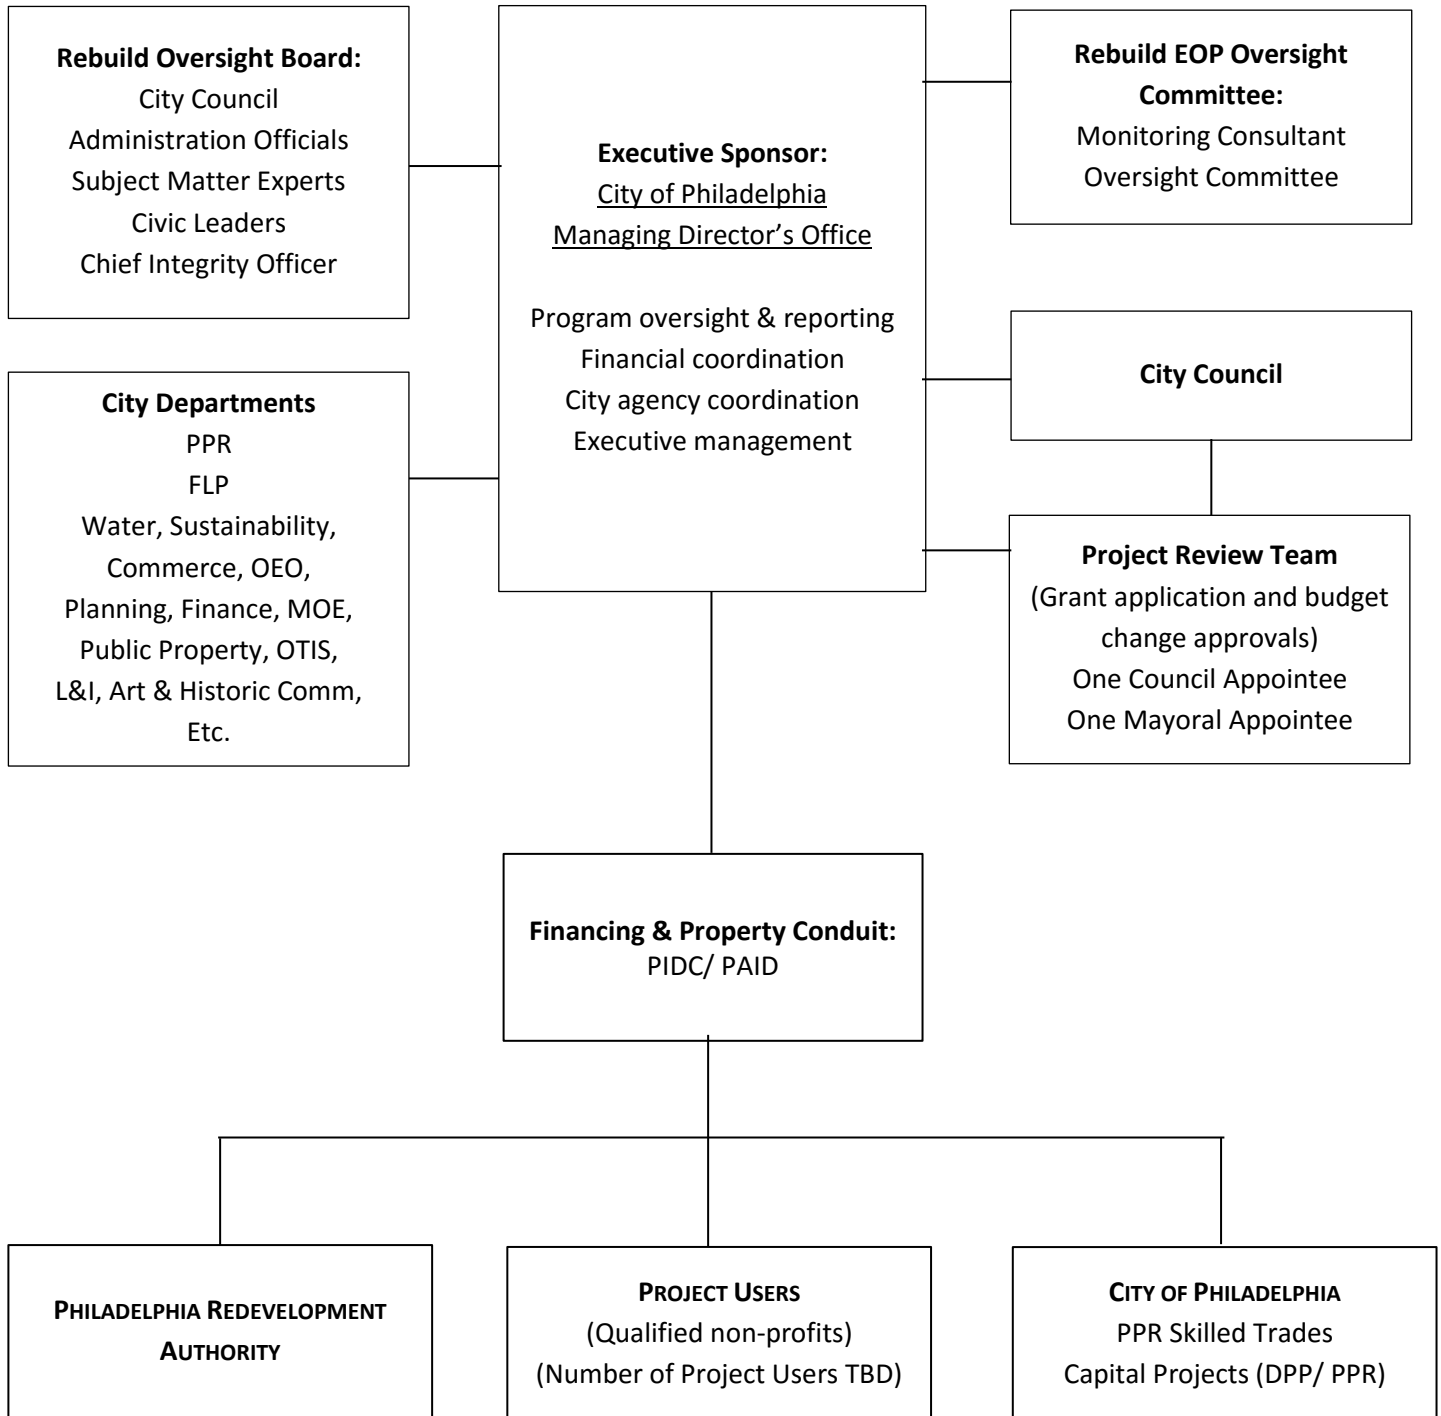 Rebuild Oversight Board:
City Council
Administration Officials
Subject Matter Experts
Civic Leaders
Chief Integrity Officer
Executive Sponsor:
City of Philadelphia
Managing Director’s Office
Program oversight & reporting
Financial coordination
City agency coordination
Executive management
Rebuild EOP Oversight
Committee:
Monitoring Consultant
Oversight Committee
City Departments
PPR
FLP
Water, Sustainability,
Commerce, OEO,
Planning, Finance, MOE,
Public Property, OTIS,
L&I, Art & Historic Comm,
Etc.
City Council
Project Review Team
(Grant application and budget
change approvals)
One Council Appointee
One Mayoral Appointee
Financing & Property Conduit:
PIDC/ PAID
PHILADELPHIA REDEVELOPMENT
AUTHORITY
PROJECT USERS
(Qualified non-profits)
(Number of Project Users TBD)
CITY OF PHILADELPHIA
PPR Skilled Trades
Capital Projects (DPP/ PPR)